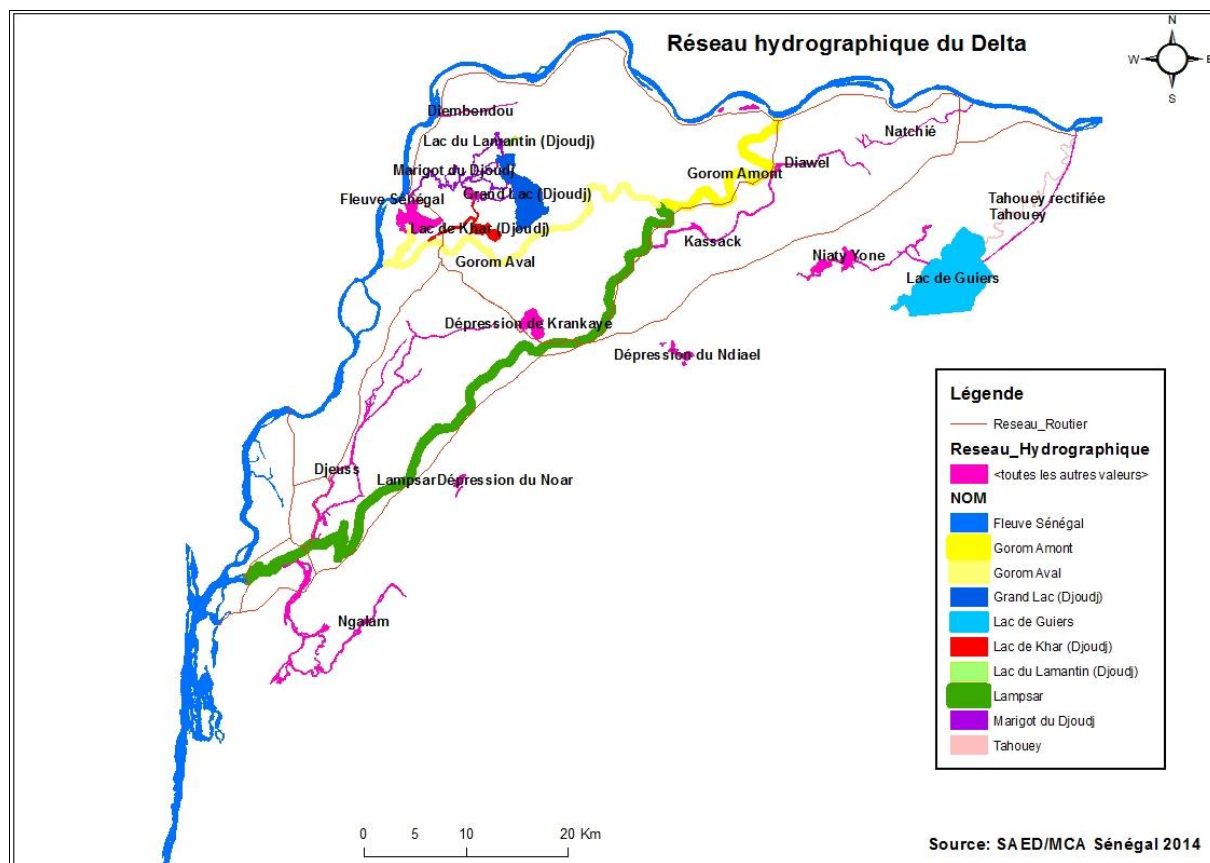 Réseau hydrographique du Delta
N
W E
S
Diembondou
Natchié
Lac du Lamantin (Djoudj)
Diawel
Marigot du Djoudj
Gorom Amont
Grand Lac (Djoudj)
Fleuve Sénégal
Tahouey rectifiée
Tahouey
Lac de Khar (Djoudj)
Kassack
Niaty Yone
Gorom Aval
Lac de Guiers
Dépression de Krankaye
Dépression du Ndiael
Djeuss
Lampsar
Dépression du Noar
Ngalam
Légende
Reseau_Routier
Reseau_Hydrographique
<toutes les autres valeurs>
NOM
Fleuve Sénégal
Gorom Amont
Gorom Aval
Grand Lac (Djoudj)
Lac de Guiers
Lac de Khar (Djoudj)
Lac du Lamantin (Djoudj)
Lampsar
Marigot du Djoudj
Tahouey
0 5 10 20 Km
Source: SAED/MCA Sénégal 2014